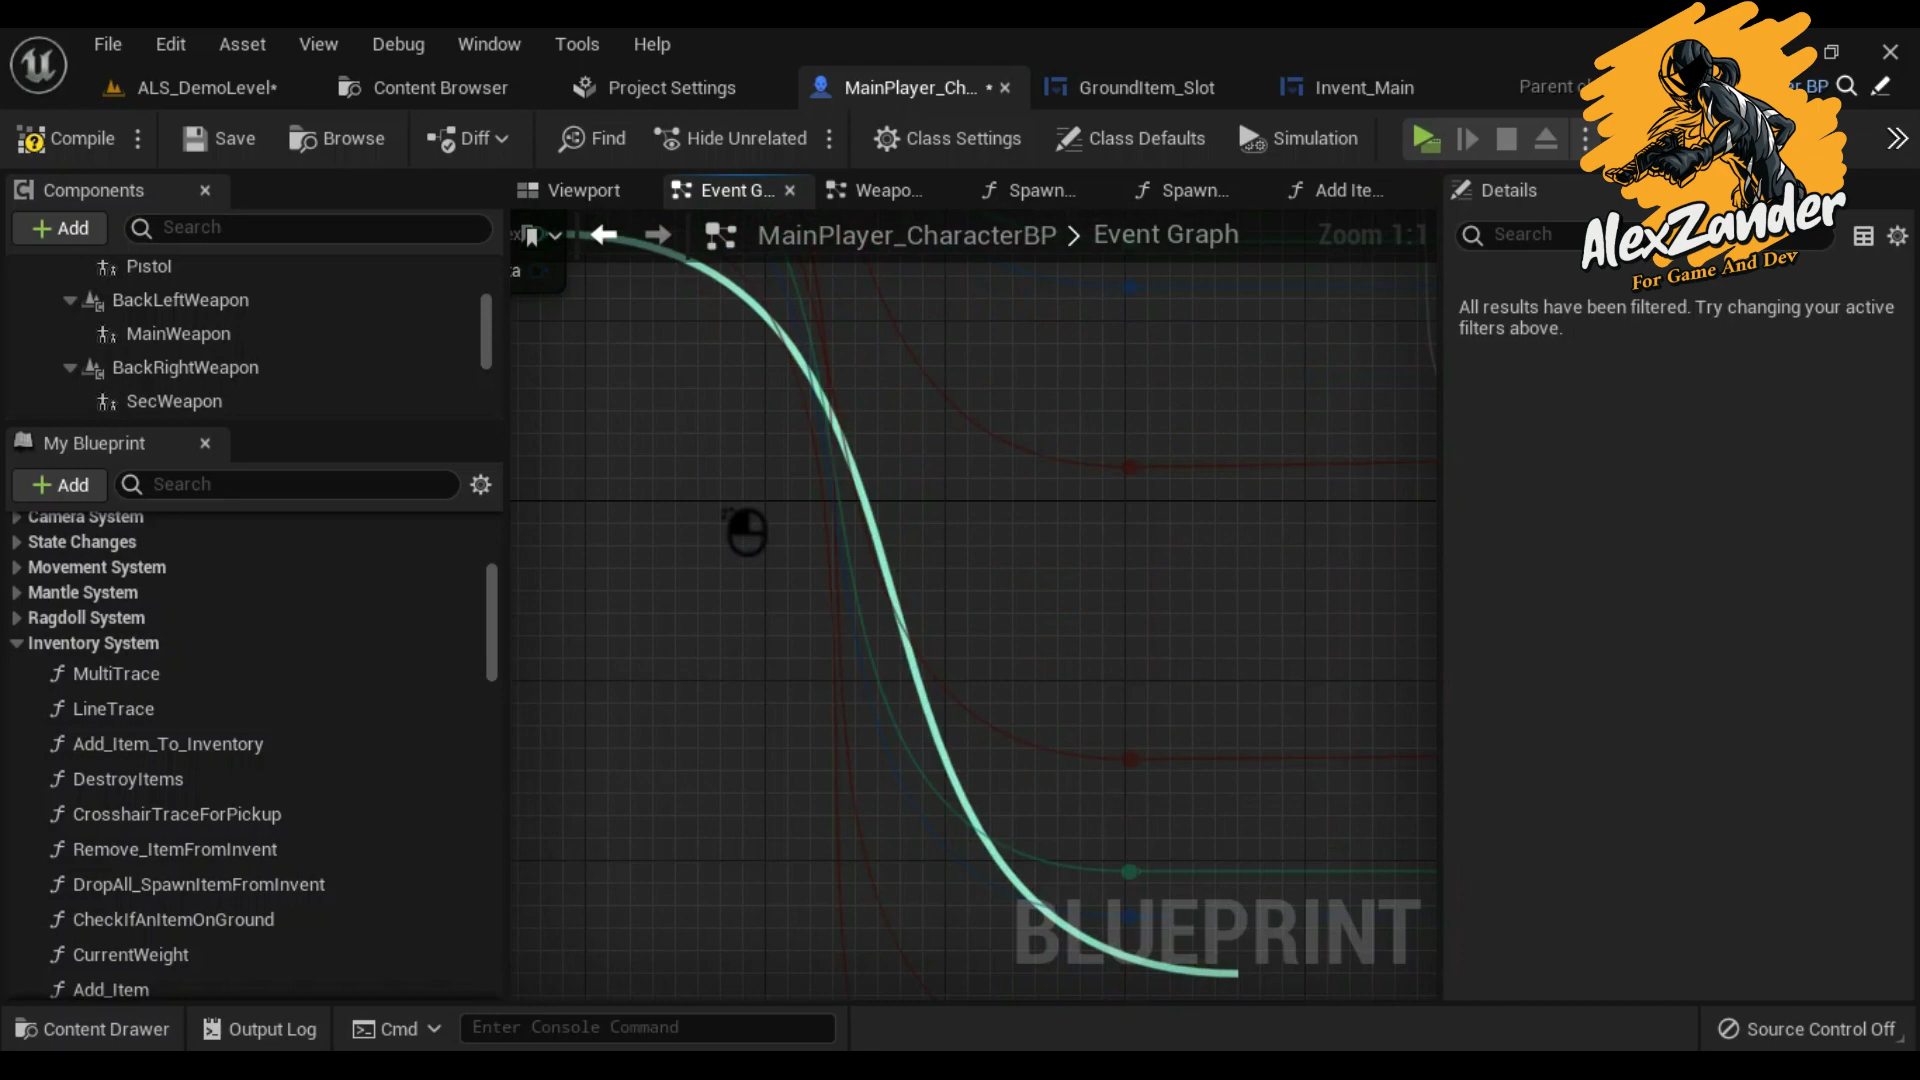 File Edit Asset View Debug Window Tools Help
ALS_DemoLevel* Content Browser Project Settings MainPlayer_Ch... * GroundItem_Slot Invent_Main Parent
Compile Save Browse Diff Find Hide Unrelated Class Settings Class Defaults Simulation
Components Viewport Event G... Weapo... Spawn... Spawn... Add Ite... Details
Add Search MainPlayer_CharacterBP > Event Graph Zoom 1:1 Search
AlexZander
For Game And Dev
Pistol
BackLeftWeapon
MainWeapon
BackRightWeapon
SecWeapon
All results have been filtered. Try changing your active
filters above.
My Blueprint
Add Search
Camera System
State Changes
Movement System
Mantle System
Ragdoll System
Inventory System
MultiTrace
LineTrace
Add_Item_To_Inventory
DestroyItems
CrosshairTraceForPickup
Remove_ItemFromInvent
DropAll_SpawnItemFromInvent
CheckIfAnItemOnGround
CurrentWeight
Add_Item
BLUEPRINT
Content Drawer Output Log Cmd Enter Console Command Source Control Off